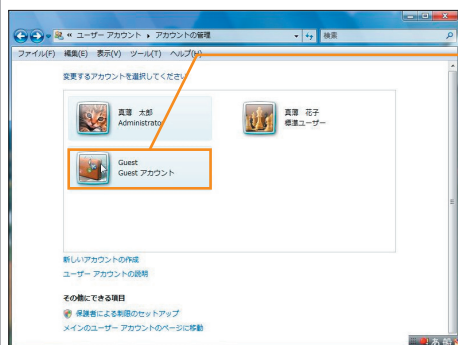 « ユーザー アカウント ▸ アカウントの管理
検索
ファイル(F) 編集(E) 表示(V) ツール(T) ヘルプ(H)
変更するアカウントを選択してください
真薄 太郎
Administrator
真薄 花子
標準ユーザー
Guest
Guest アカウント
新しいアカウントの作成
ユーザー アカウントの説明
その他にできる項目
保護者による制限のセットアップ
メインのユーザー アカウントのページに移動
あ